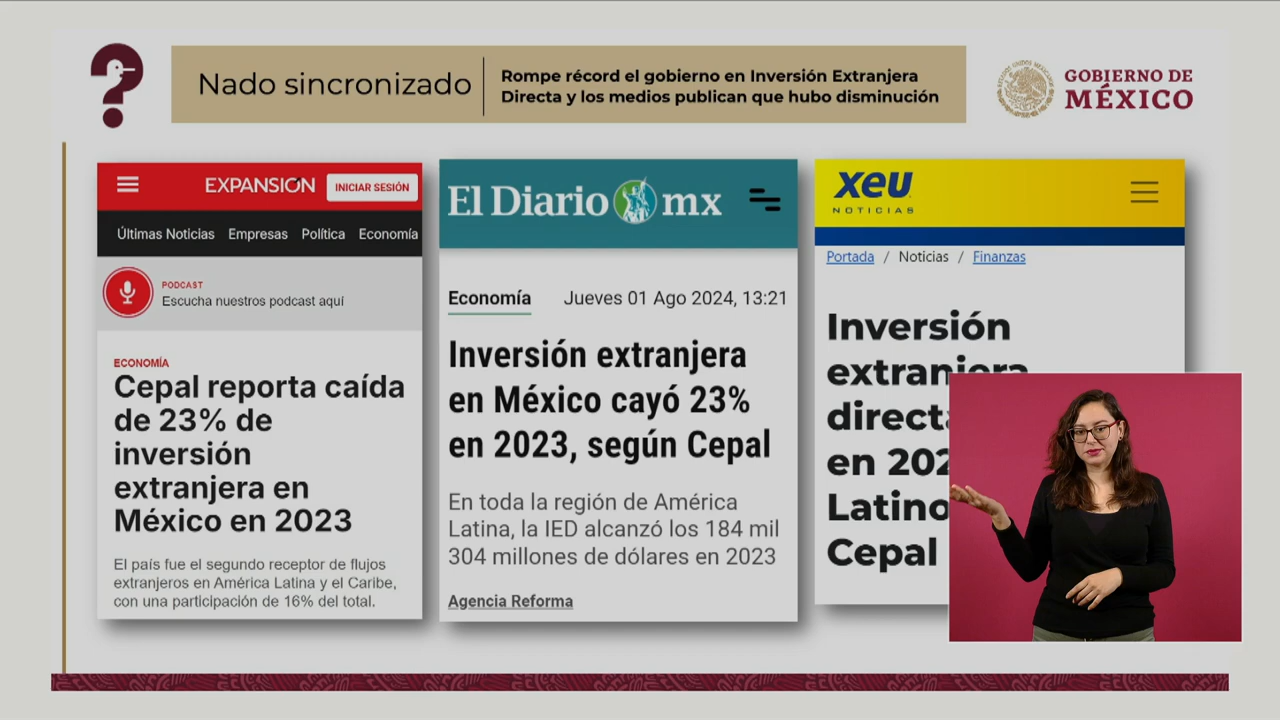 Nado sincronizado
Rompe récord el gobierno en Inversión Extranjera
Directa y los medios publican que hubo disminución
GOBIERNO DE
MÉXICO
EXPANSIÓN
INICIAR SESIÓN
Últimas Noticias Empresas Política Economía
PODCAST
Escucha nuestros podcast aquí
ECONOMÍA
Cepal reporta caída
de 23% de
inversión
extranjera en
México en 2023
El país fue el segundo receptor de flujos
extranjeros en América Latina y el Caribe,
con una participación de 16% del total.
El Diario mx
Economía Jueves 01 Ago 2024, 13:21
Inversión extranjera
en México cayó 23%
en 2023, según Cepal
En toda la región de América
Latina, la IED alcanzó los 184 mil
304 millones de dólares en 2023
Agencia Reforma
xeu
NOTICIAS
Portada / Noticias / Finanzas
Inversión
extranjera
en
Cepal